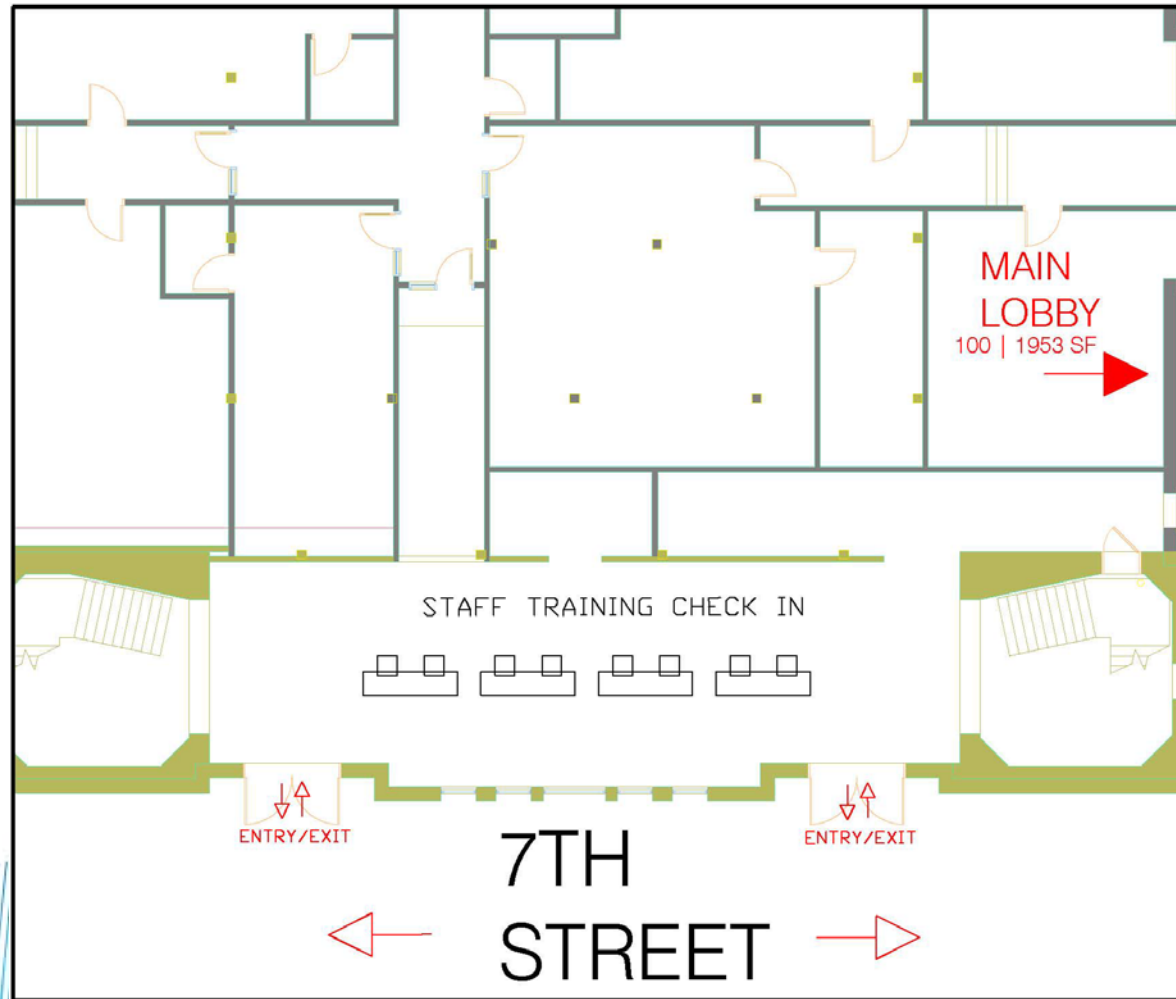 MAIN
LOBBY
100 | 1953 SF
STAFF TRAINING CHECK IN
ENTRY/EXIT
ENTRY/EXIT
7TH
STREET